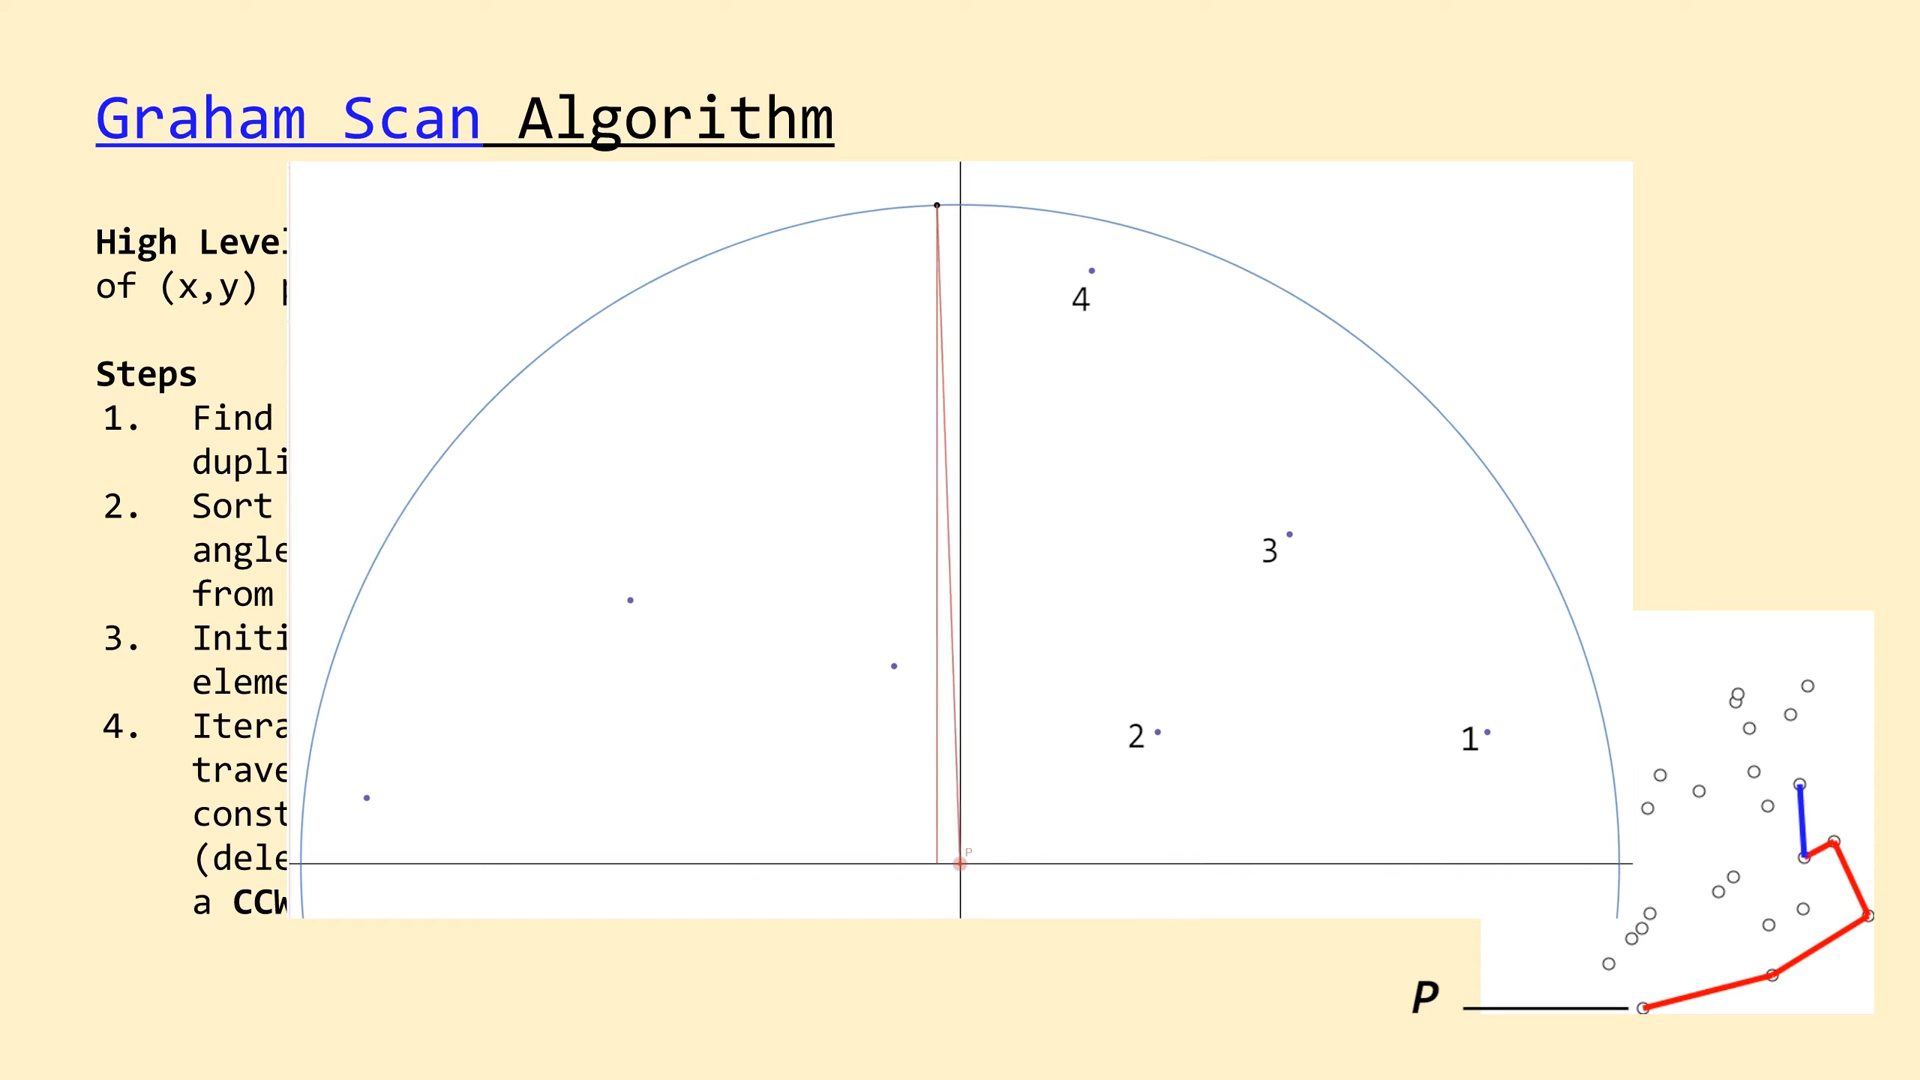 Graham Scan Algorithm
High Level
of (x,y)
Steps
1. Find
dupli
2. Sort
angle
from
3. Initi
eleme
4. Itera
trave
const
(dele
a CCW
4
3
2
1
P
P